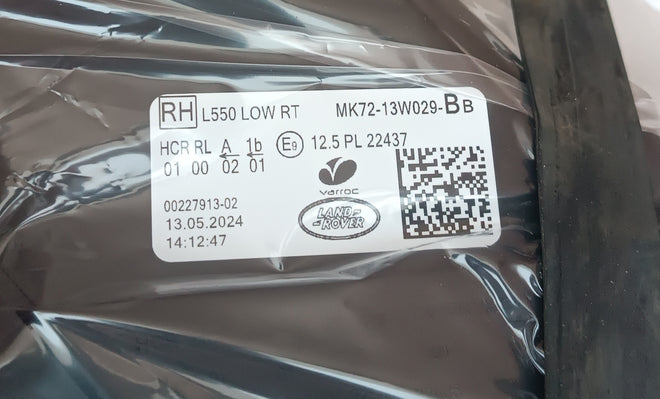 RH L550 LOW RT MK72-13W029-BB
HCR RL A 1b E9 12.5 PL 22437
01 00 02 01
varroc
LAND-ROVER
00227913-02
13.05.2024
14:12:47